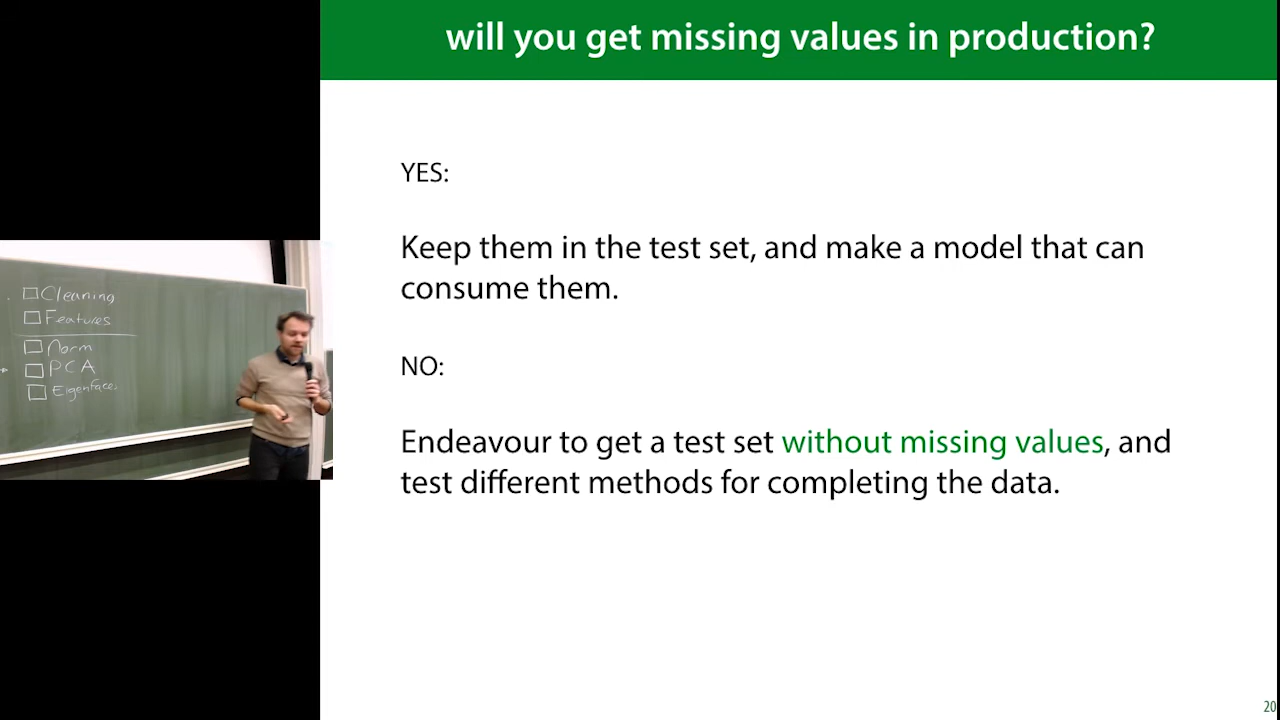 will you get missing values in production?
YES:
Keep them in the test set, and make a model that can
consume them.
NO:
Endeavour to get a test set without missing values, and
test different methods for completing the data.
20
Cleaning
Features
Norm
PCA
Eigenfaces